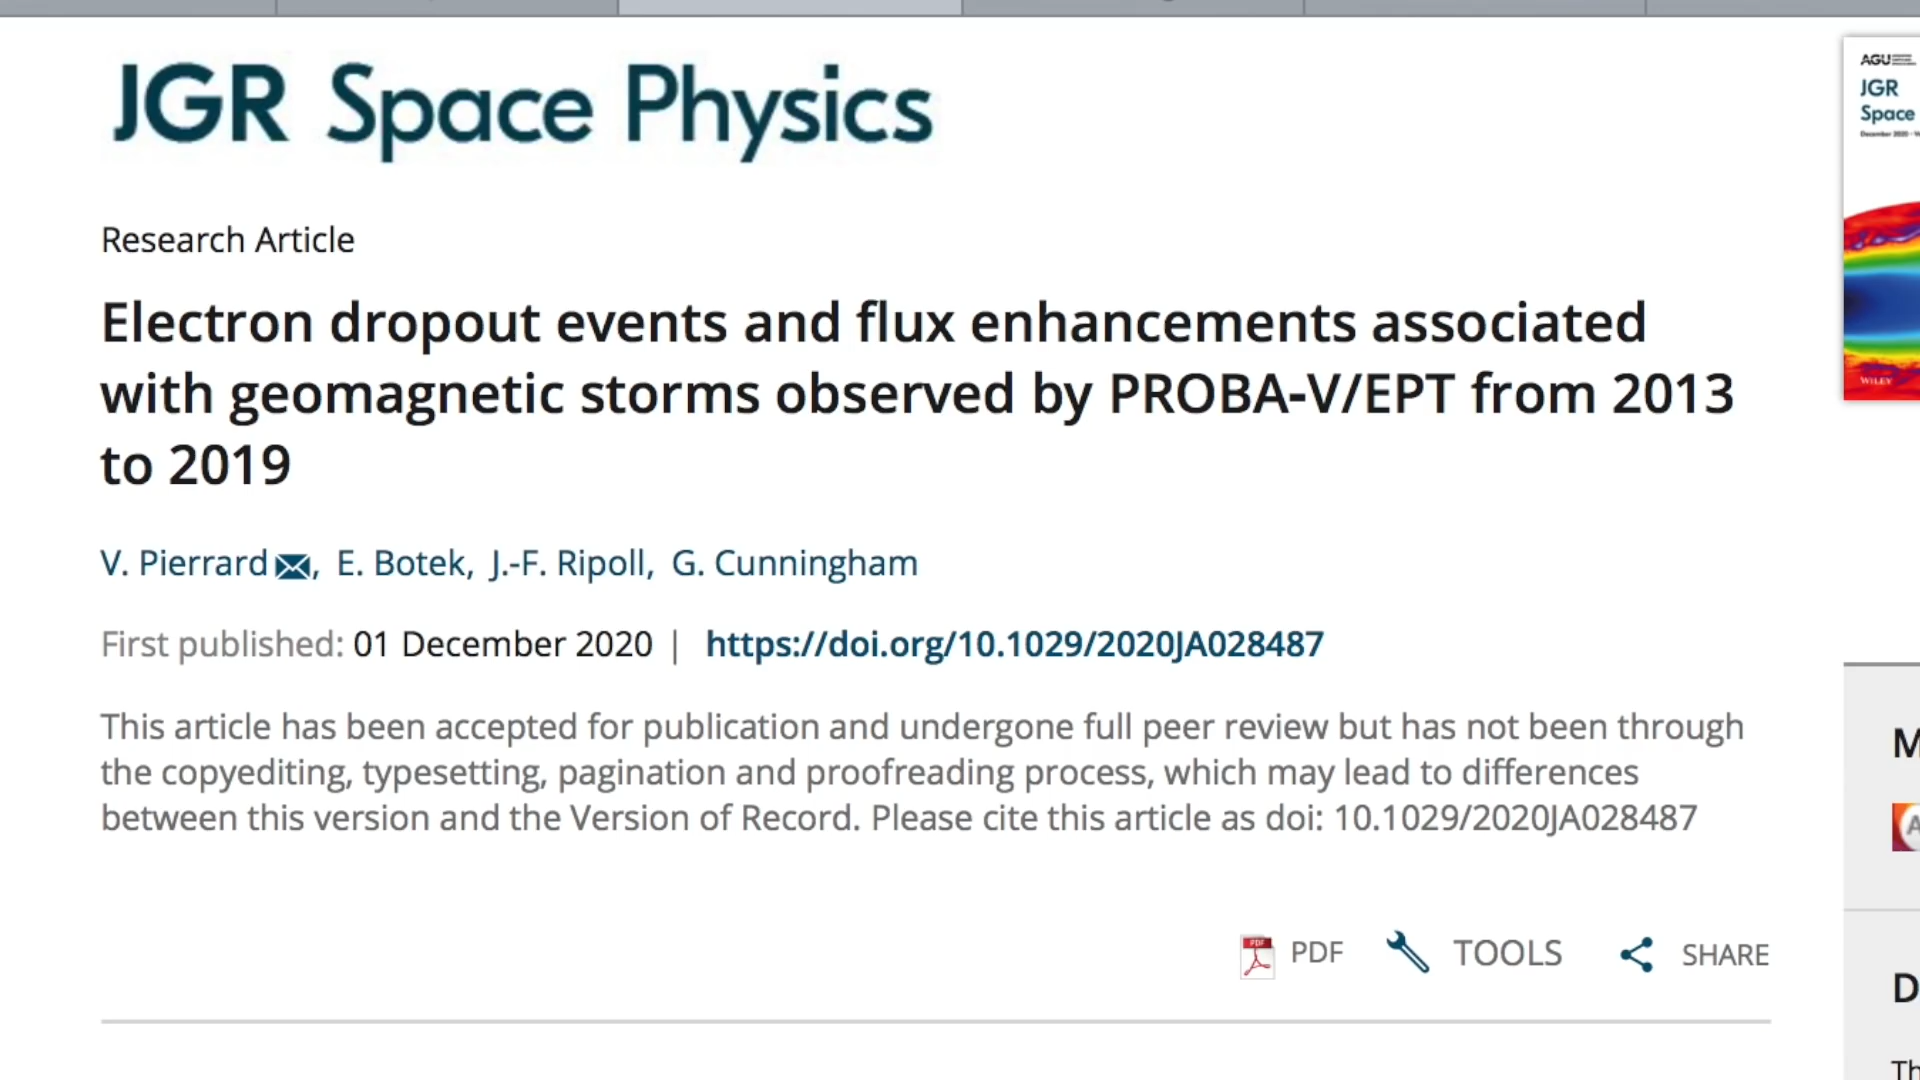 JGR Space Physics
AGU
JGR
Space
Research Article
Electron dropout events and flux enhancements associated
with geomagnetic storms observed by PROBA-V/EPT from 2013
to 2019
WILEY
V. Pierrard, E. Botek, J.-F. Ripoll, G. Cunningham
First published: 01 December 2020 | https://doi.org/10.1029/2020JA028487
This article has been accepted for publication and undergone full peer review but has not been through
the copyediting, typesetting, pagination and proofreading process, which may lead to differences
between this version and the Version of Record. Please cite this article as doi: 10.1029/2020JA028487
PDF TOOLS SHARE